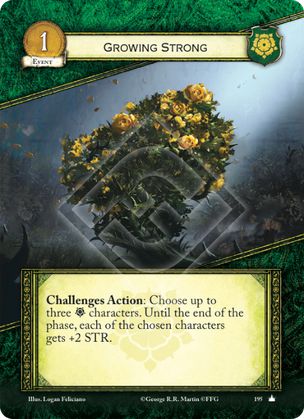 1
Event
Growing Strong
Challenges Action: Choose up to
three characters. Until the end of the
phase, each of the chosen characters
gets +2 STR.
Illus. Logan Feliciano ©George R.R. Martin ©FFG 195